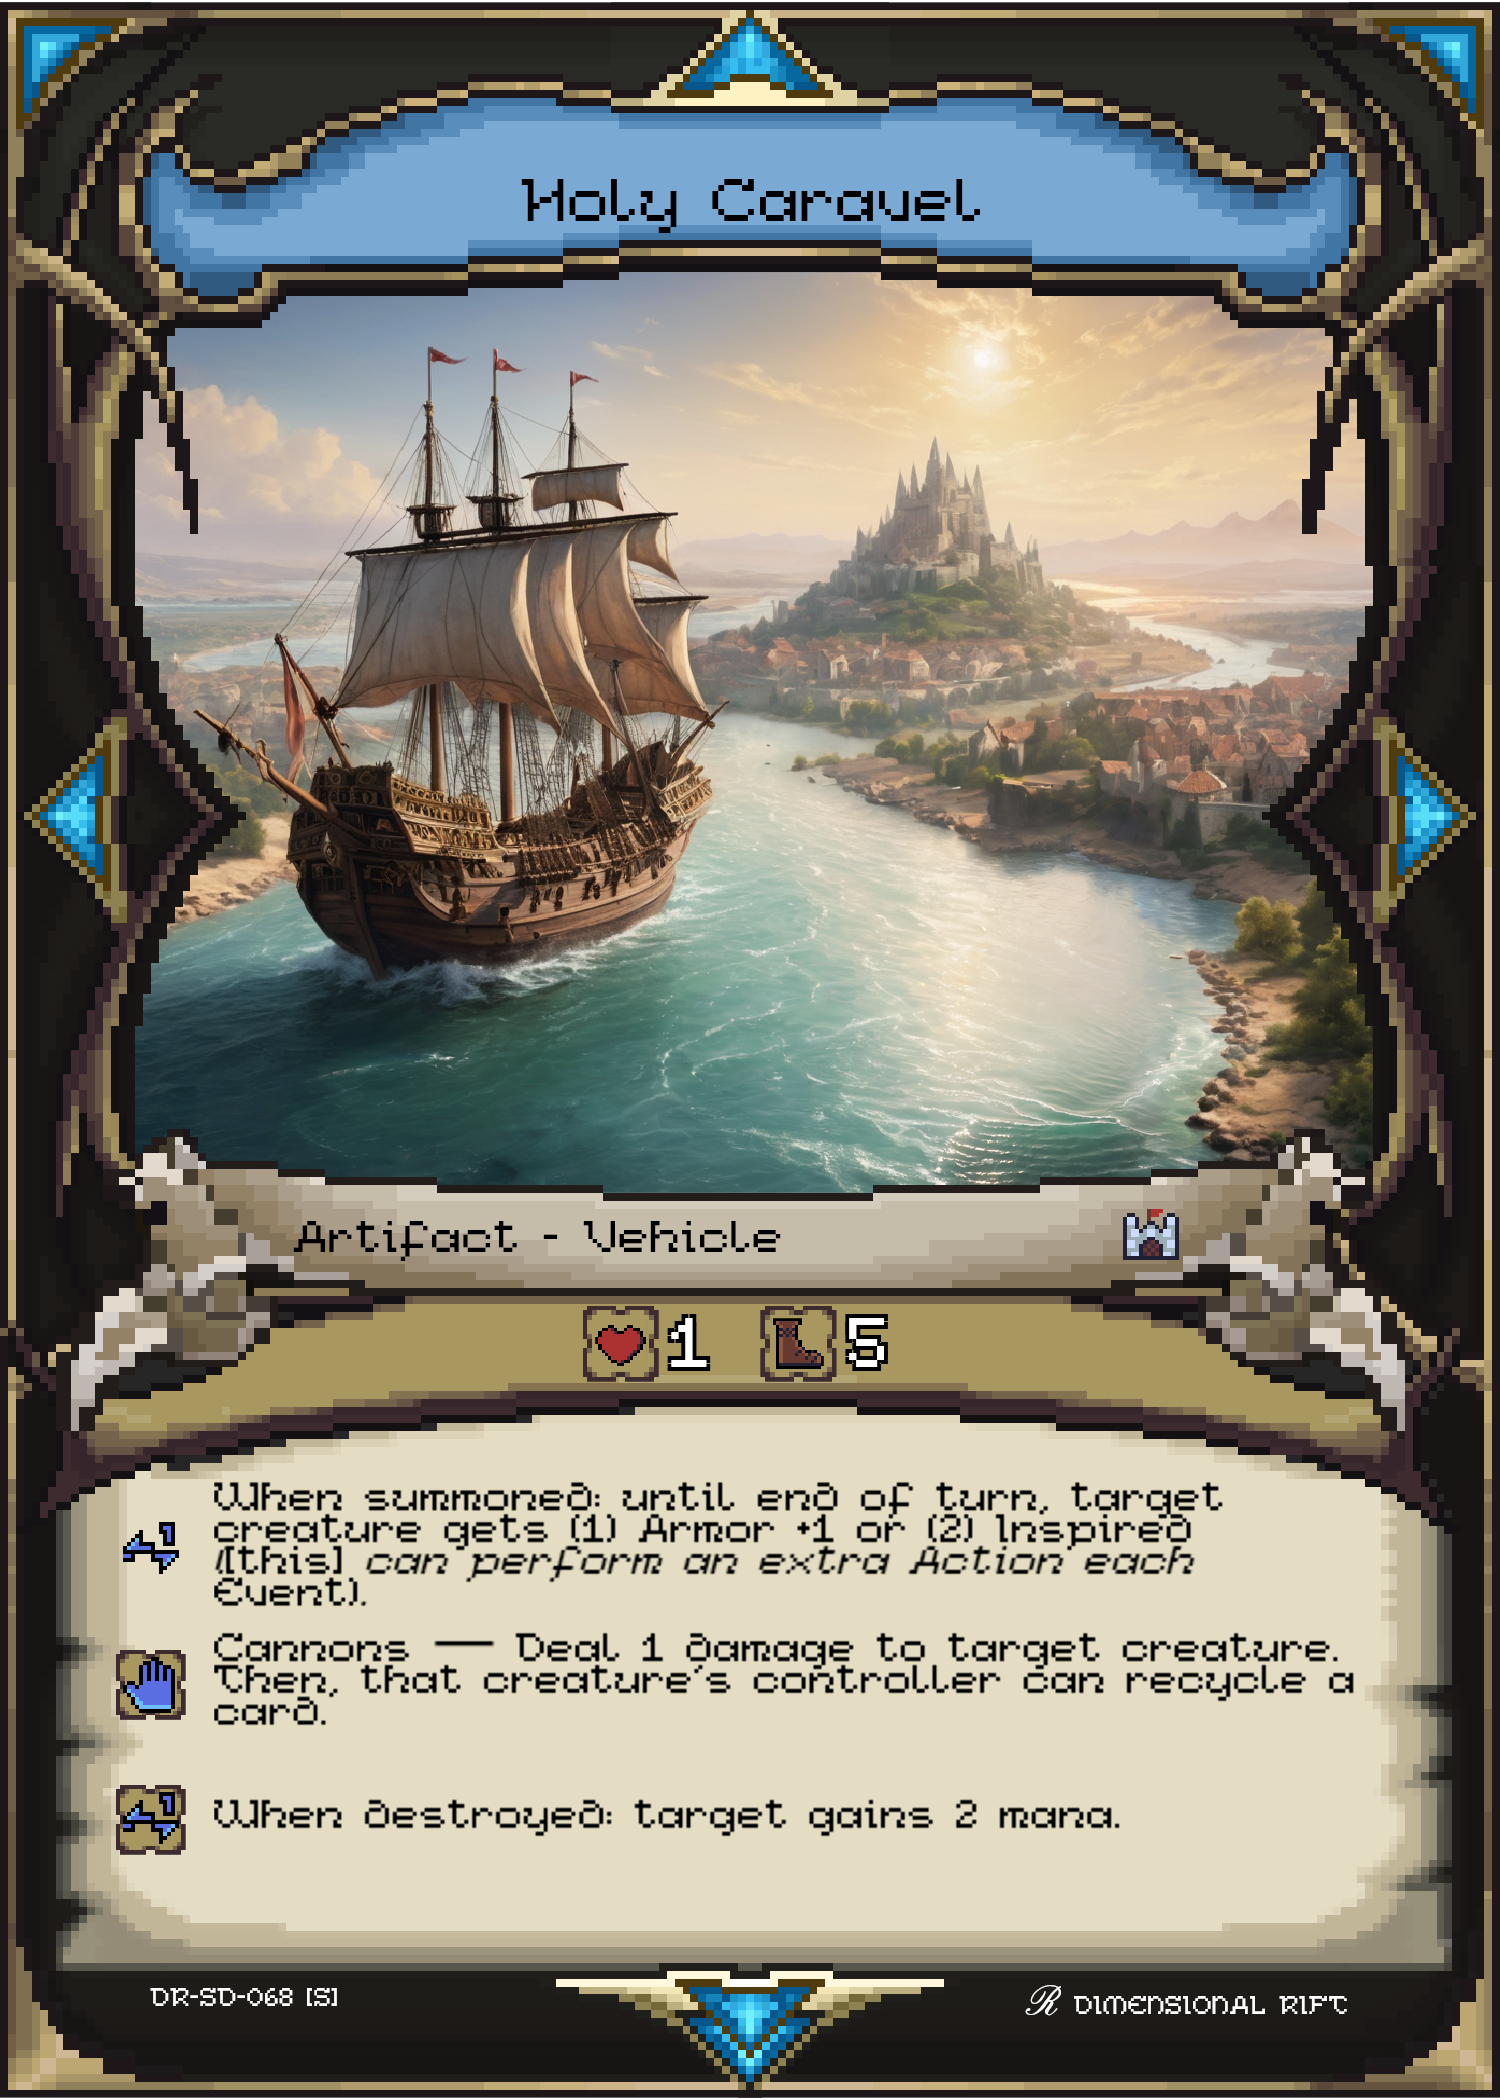 Holy Caravel
Artifact - Vehicle
1 5
When summoned: until end of turn, target
creature gets (1) Armor +1 or (2) Inspired
([this] can perform an extra Action each
Event).
Cannons — Deal 1 damage to target creature.
Then, that creature's controller can recycle a
card.
When destroyed: target gains 2 mana.
DR-SD-068 [S]
ℛ DIMENSIONAL RIFT